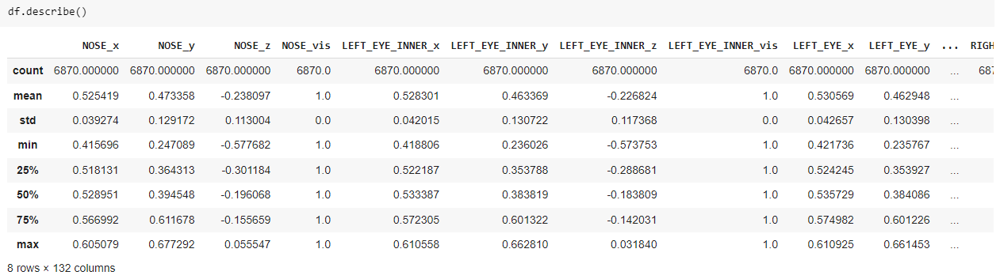 df.describe()
NOSE_x NOSE_y NOSE_z NOSE_vis LEFT_EYE_INNER_x LEFT_EYE_INNER_y LEFT_EYE_INNER_z LEFT_EYE_INNER_vis LEFT_EYE_x LEFT_EYE_y ... RIGH
count 6870.000000 6870.000000 6870.000000 6870.0 6870.000000 6870.000000 6870.000000 6870.0 6870.000000 6870.000000 ... 687
mean 0.525419 0.473358 -0.238097 1.0 0.528301 0.463369 -0.226824 1.0 0.530569 0.462948 ...
std 0.039274 0.129172 0.113004 0.0 0.042015 0.130722 0.117368 0.0 0.042657 0.130398 ...
min 0.415696 0.247089 -0.577682 1.0 0.418806 0.236026 -0.573753 1.0 0.421736 0.235767 ...
25% 0.518131 0.364313 -0.301184 1.0 0.522187 0.353788 -0.288681 1.0 0.524245 0.353927 ...
50% 0.528951 0.394548 -0.196068 1.0 0.533387 0.383819 -0.183809 1.0 0.535729 0.384086 ...
75% 0.566992 0.611678 -0.155659 1.0 0.572305 0.601322 -0.142031 1.0 0.574982 0.601226 ...
max 0.605079 0.677292 0.055547 1.0 0.610558 0.662810 0.031840 1.0 0.610925 0.661453 ...
8 rows × 132 columns